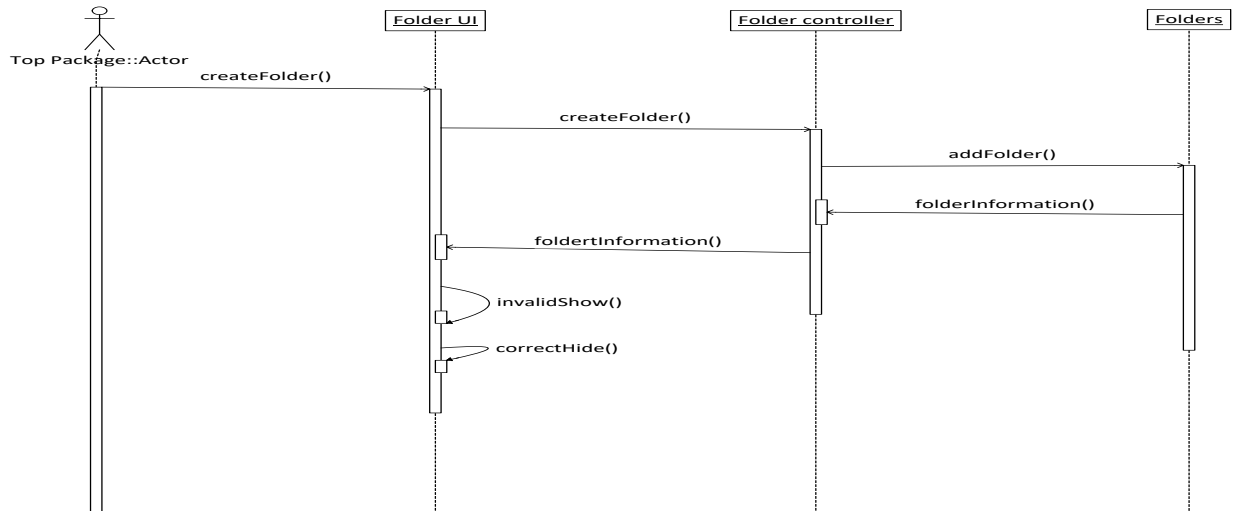 Folder UI
Folder controller
Folders
Top Package::Actor
createFolder()
createFolder()
addFolder()
folderInformation()
foldertInformation()
invalidShow()
correctHide()